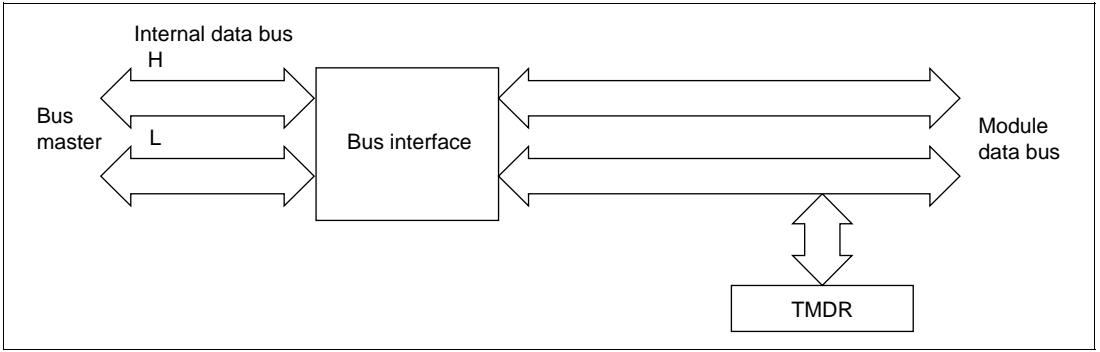 Internal data bus
H
Bus
master
L
Bus interface
Module
data bus
TMDR